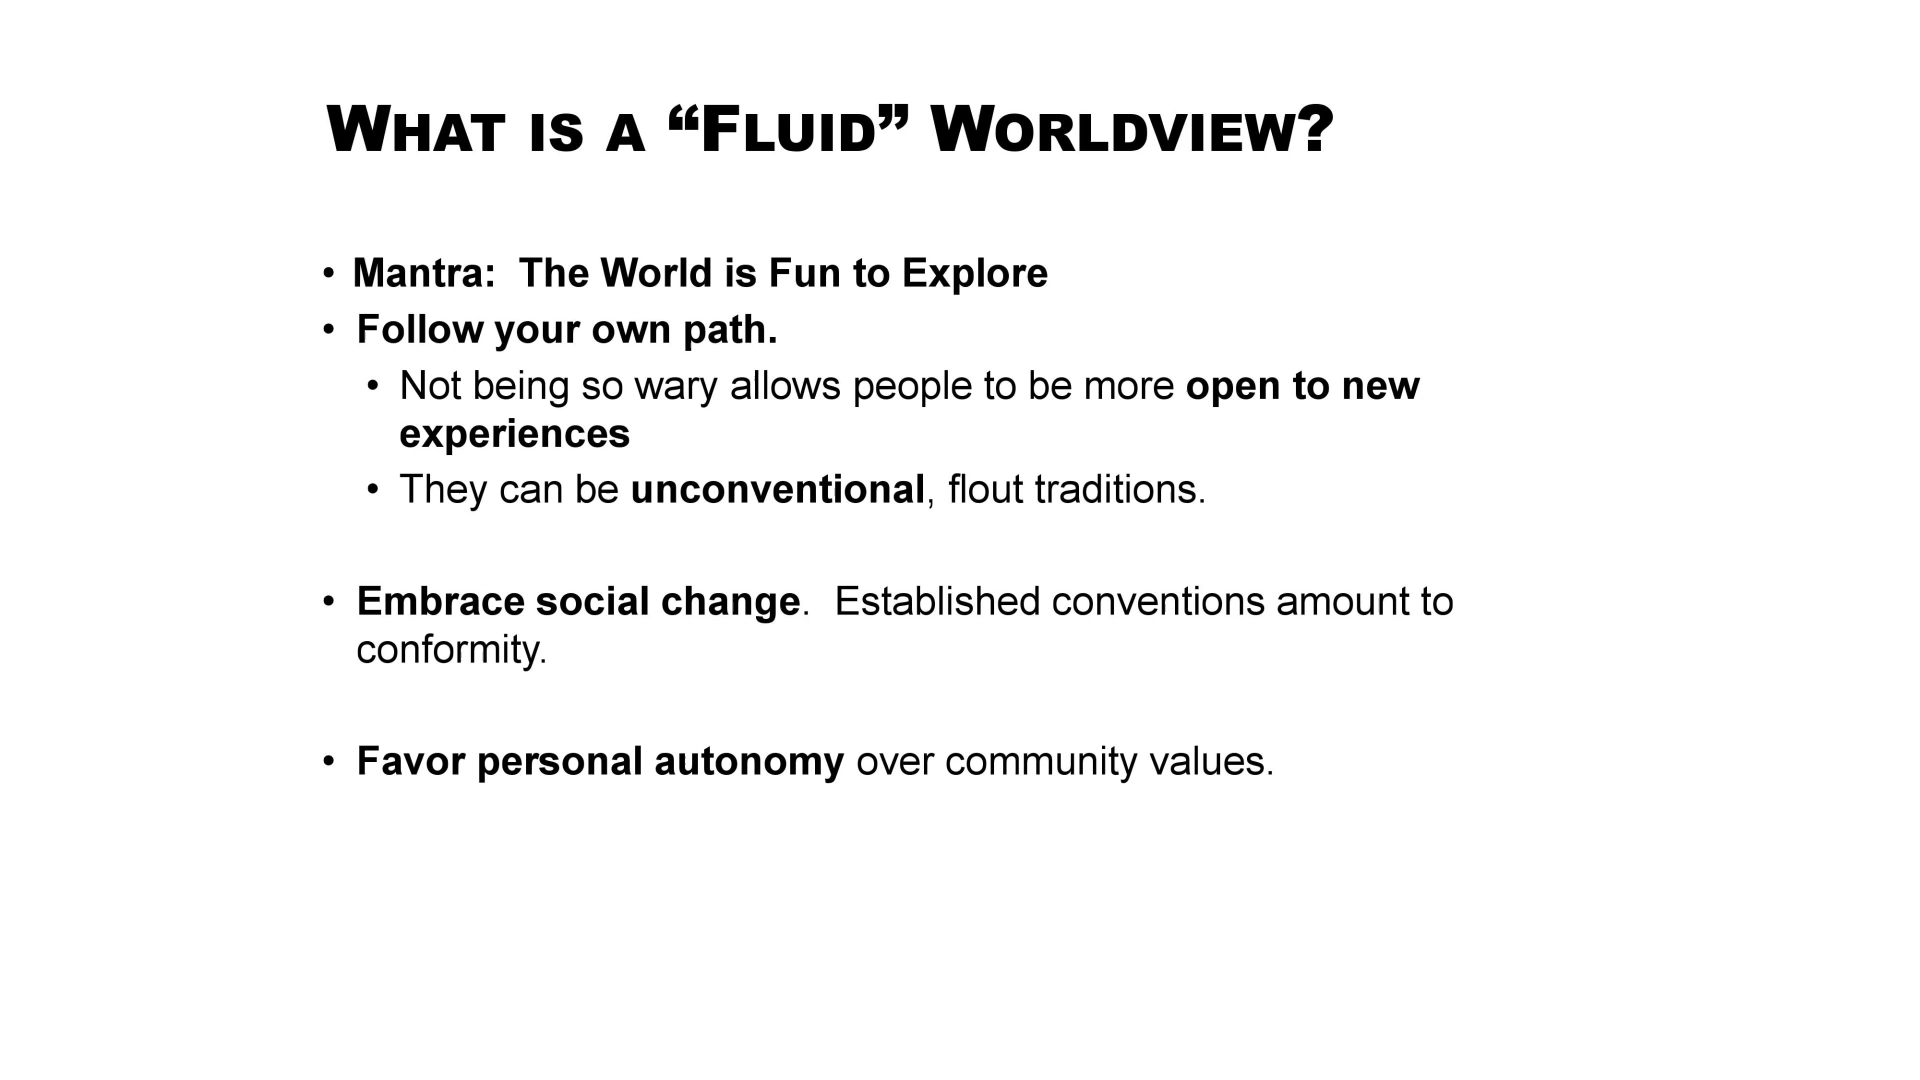 WHAT IS A “FLUID” WORLDVIEW?
• Mantra:  The World is Fun to Explore
• Follow your own path.
• Not being so wary allows people to be more open to new
experiences
• They can be unconventional, flout traditions.
• Embrace social change.  Established conventions amount to
conformity.
• Favor personal autonomy over community values.